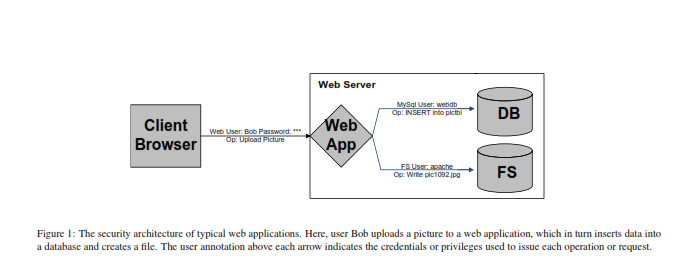 Web Server
Client
Browser
Web User: Bob Password: ***
Op: Upload Picture
Web
App
MySql User: webdb
Op: INSERT into pictbl
DB
FS User: apache
Op: Write pic1092.jpg
FS
Figure 1: The security architecture of typical web applications. Here, user Bob uploads a picture to a web application, which in turn inserts data into
a database and creates a file. The user annotation above each arrow indicates the credentials or privileges used to issue each operation or request.